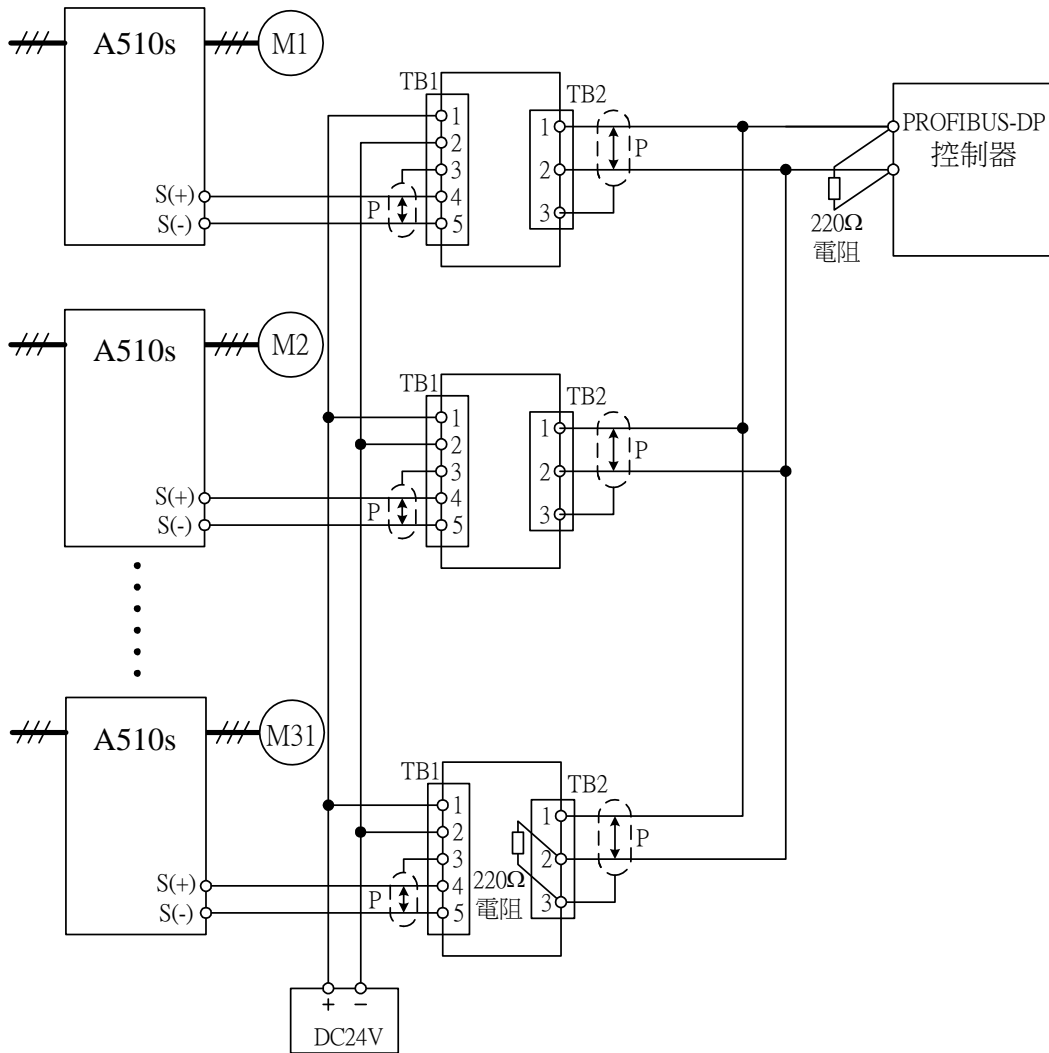 A510s
M1
S(+)
S(-)
P
TB1
1
2
3
4
5
TB2
1
2
3
P
PROFIBUS-DP
控制器
220Ω
電阻
A510s
M2
S(+)
S(-)
P
TB1
1
2
3
4
5
TB2
1
2
3
P
A510s
M31
S(+)
S(-)
P
TB1
1
2
3
4
5
220Ω
電阻
TB2
1
2
3
P
+ −
DC24V